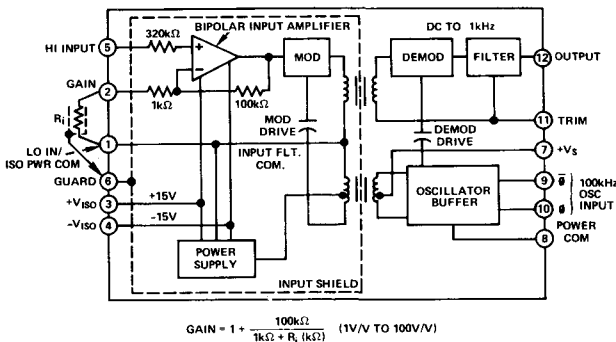 BIPOLAR INPUT AMPLIFIER
DC TO 1kHz
HI INPUT
5
320kΩ
+
−
MOD
DEMOD
FILTER
12
OUTPUT
GAIN
2
1kΩ
100kΩ
Ri
1
LO IN/
ISO PWR COM
MOD
DRIVE
DEMOD
DRIVE
11
TRIM
7
+VS
INPUT FLT.
COM.
6
GUARD
3
+VISO
+15V
4
−VISO
−15V
OSCILLATOR
BUFFER
9
ø̅
10
ø
100kHz
OSC
INPUT
8
POWER
COM
POWER
SUPPLY
INPUT SHIELD
GAIN = 1 + 100kΩ / 1kΩ + Ri (kΩ) (1V/V TO 100V/V)